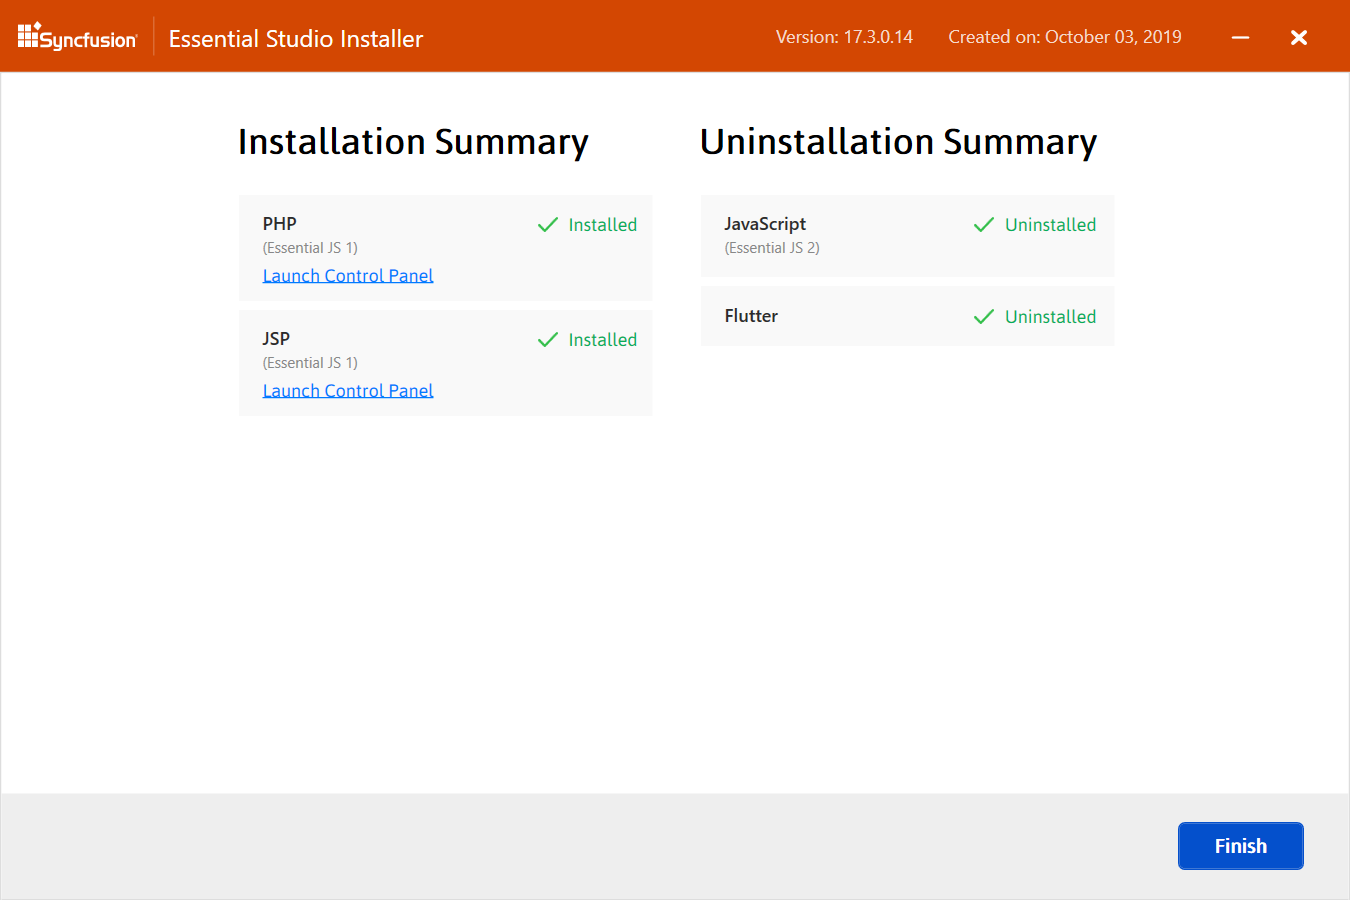 Syncfusion
Essential Studio Installer
Version: 17.3.0.14
Created on: October 03, 2019
Installation Summary
PHP
Installed
(Essential JS 1)
Launch Control Panel
JSP
Installed
(Essential JS 1)
Launch Control Panel
Uninstallation Summary
JavaScript
Uninstalled
(Essential JS 2)
Flutter
Uninstalled
Finish